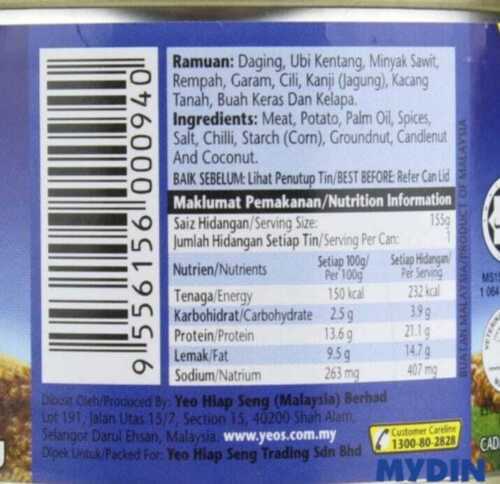 Ramuan: Daging, Ubi Kentang, Minyak Sawit,
Rempah, Garam, Cili, Kanji (Jagung), Kacang
Tanah, Buah Keras Dan Kelapa.
Ingredients: Meat, Potato, Palm Oil, Spices,
Salt, Chilli, Starch (Corn), Groundnut, Candlenut
And Coconut.
BAIK SEBELUM: Lihat Penutup Tin/BEST BEFORE: Refer Can Lid
Maklumat Pemakanan/Nutrition Information
Saiz Hidangan/Serving Size: 155g
Jumlah Hidangan Setiap Tin/Serving Per Can: 1
Nutrien/Nutrients Setiap 100g/ Per 100g Setiap Hidangan/ Per Serving
Tenaga/Energy 150 kcal 232 kcal
Karbohidrat/Carbohydrate 2.5 g 3.9 g
Protein/Protein 13.6 g 21.1 g
Lemak/Fat 9.5 g 14.7 g
Sodium/Natrium 263 mg 407 mg
Dibuat Oleh/Produced By: Yeo Hiap Seng (Malaysia) Berhad
Lot 191, Jalan Utas 15/7, Section 15, 40200 Shah Alam,
Selangor Darul Ehsan, Malaysia. www.yeos.com.my
Dipek Untuk/Packed For: Yeo Hiap Seng Trading Sdn Bhd
Customer Careline
1300-80-2828
9 556156 000940
BUATAN MALAYSIA/PRODUCT OF MALAYSIA
MS15
1 064
CAD
MYDIN